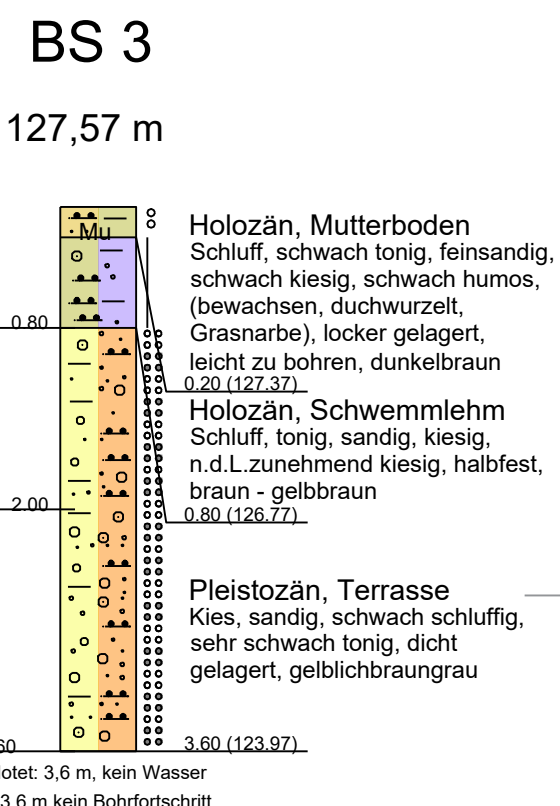 BS 3
127,57 m
Mu
Holozän, Mutterboden
Schluff, schwach tonig, feinsandig,
schwach kiesig, schwach humos,
(bewachsen, duchwurzelt,
Grasnarbe), locker gelagert,
leicht zu bohren, dunkelbraun
0.80
0.20 (127.37)
Holozän, Schwemmlehm
Schluff, tonig, sandig, kiesig,
n.d.L.zunehmend kiesig, halbfest,
braun - gelbbraun
2.00
0.80 (126.77)
Pleistozän, Terrasse
Kies, sandig, schwach schluffig,
sehr schwach tonig, dicht
gelagert, gelblichbraungrau
60
3.60 (123.97)
lotet: 3,6 m, kein Wasser
3,6 m kein Bohrfortschritt